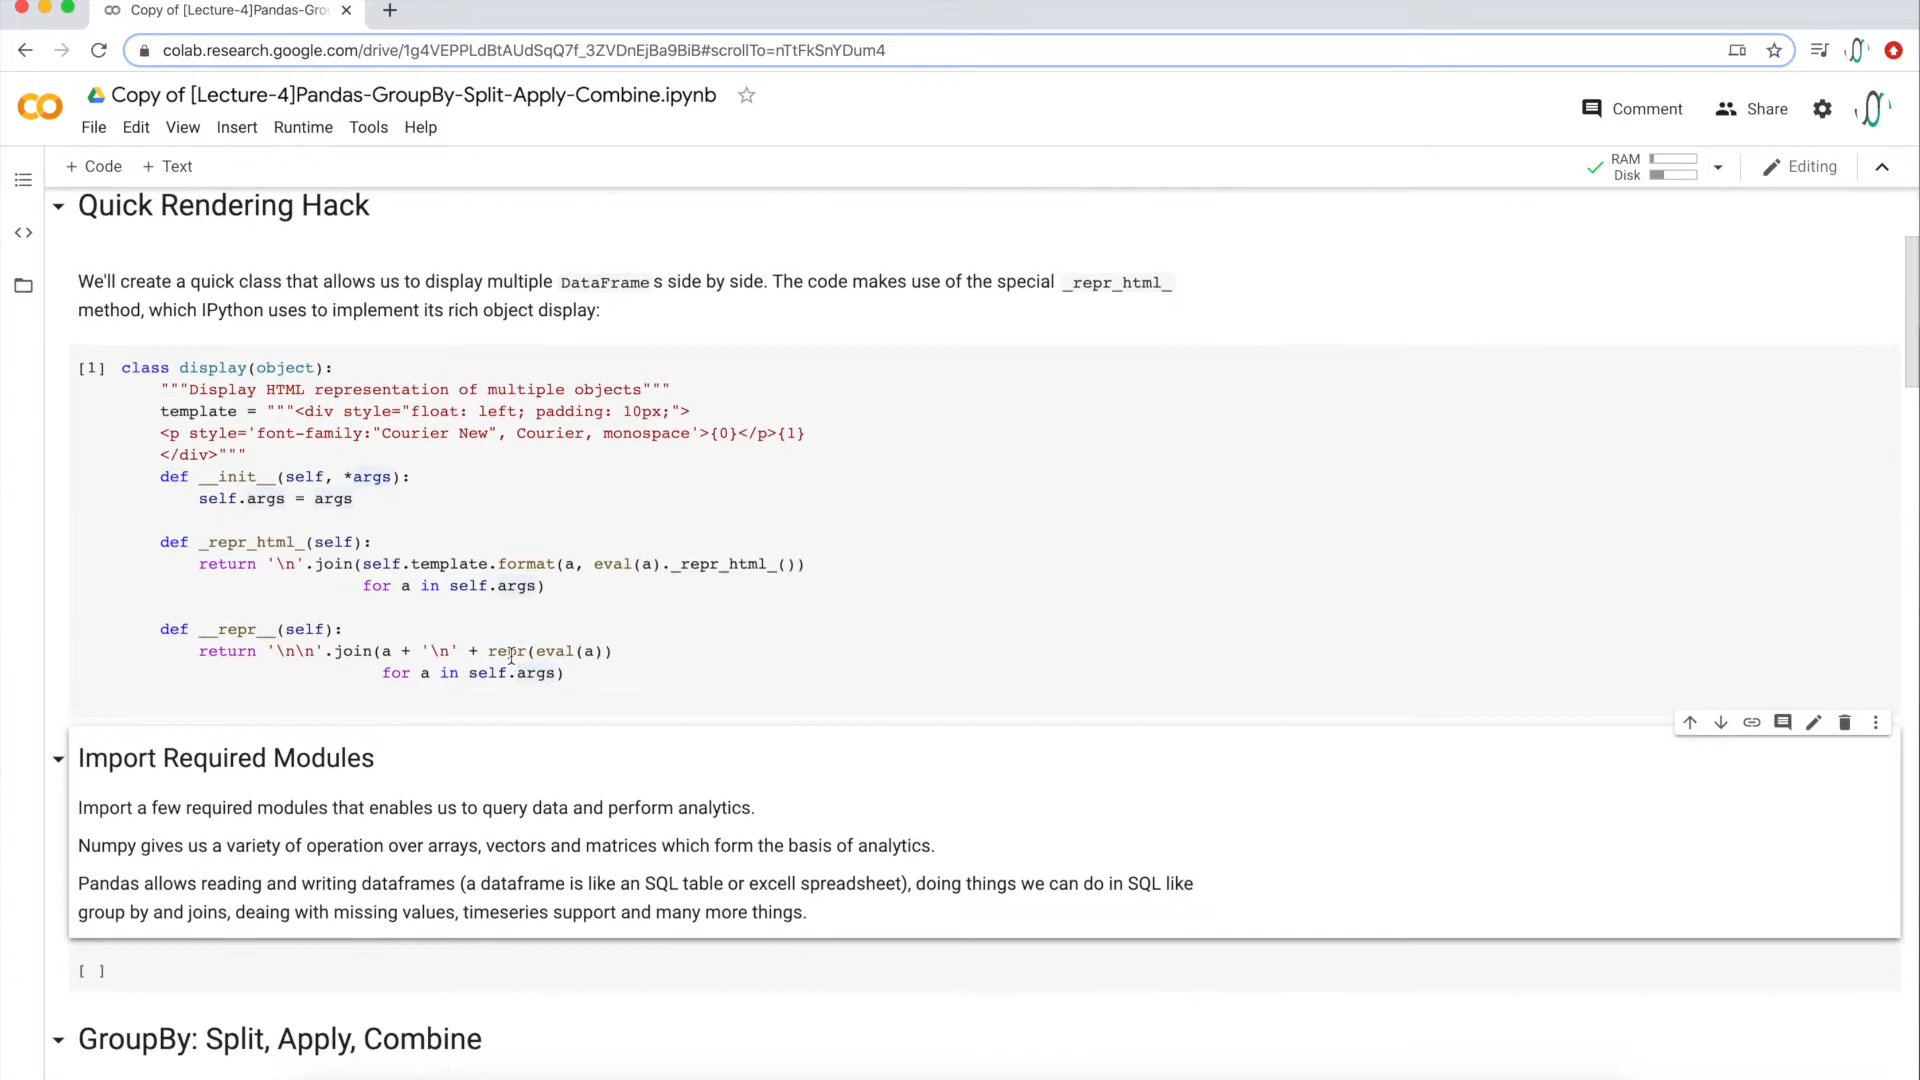 Copy of [Lecture-4]Pandas-Grou
colab.research.google.com/drive/1g4VEPPLdBtAUdSqQ7f_3ZVDnEjBa9BiB#scrollTo=nTtFkSnYDum4
Copy of [Lecture-4]Pandas-GroupBy-Split-Apply-Combine.ipynb
Comment Share
File Edit View Insert Runtime Tools Help
+ Code + Text
RAM
Disk
Editing
Quick Rendering Hack
We'll create a quick class that allows us to display multiple DataFrame s side by side. The code makes use of the special _repr_html_
method, which IPython uses to implement its rich object display:
[1] class display(object):
    """Display HTML representation of multiple objects"""
    template = """<div style="float: left; padding: 10px;">
    <p style='font-family:"Courier New", Courier, monospace'>{0}</p>{1}
    </div>"""
    def __init__(self, *args):
        self.args = args
    def _repr_html_(self):
        return '\n'.join(self.template.format(a, eval(a)._repr_html_())
                         for a in self.args)
    def __repr__(self):
        return '\n\n'.join(a + '\n' + repr(eval(a))
                           for a in self.args)
Import Required Modules
Import a few required modules that enables us to query data and perform analytics.
Numpy gives us a variety of operation over arrays, vectors and matrices which form the basis of analytics.
Pandas allows reading and writing dataframes (a dataframe is like an SQL table or excell spreadsheet), doing things we can do in SQL like
group by and joins, deaing with missing values, timeseries support and many more things.
[ ]
GroupBy: Split, Apply, Combine